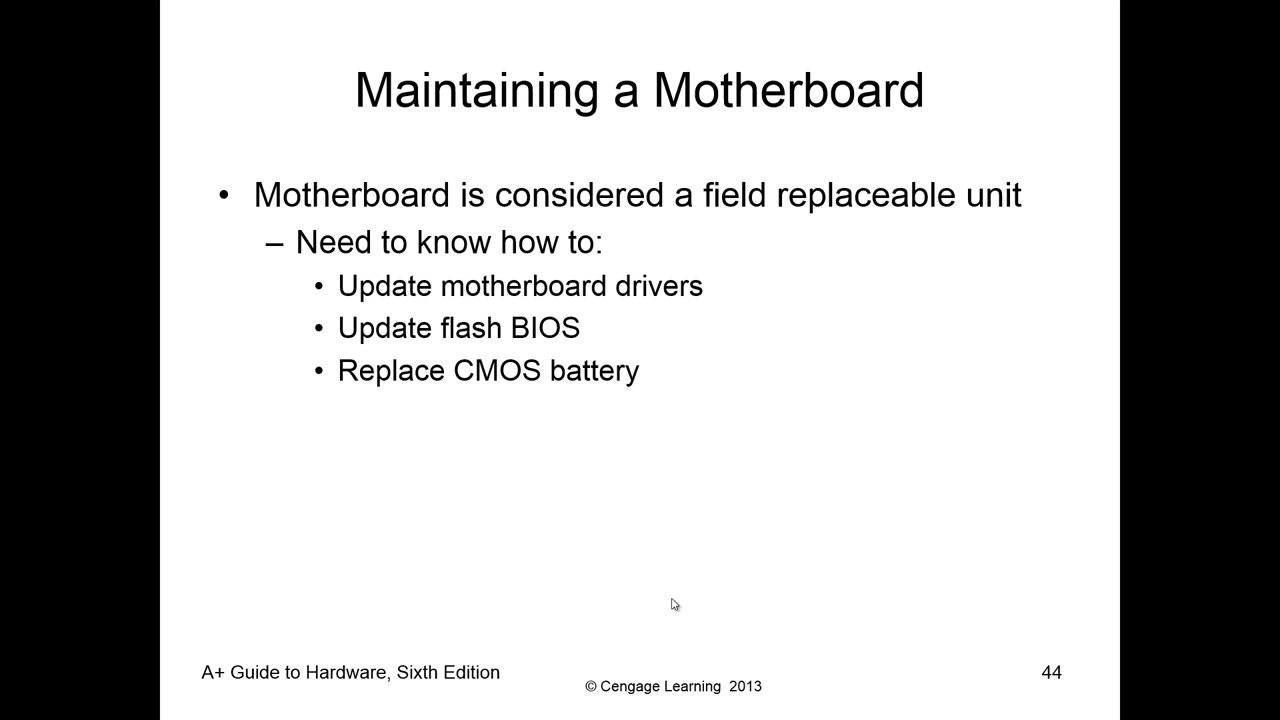 Maintaining a Motherboard
• Motherboard is considered a field replaceable unit
– Need to know how to:
• Update motherboard drivers
• Update flash BIOS
• Replace CMOS battery
A+ Guide to Hardware, Sixth Edition
© Cengage Learning 2013
44